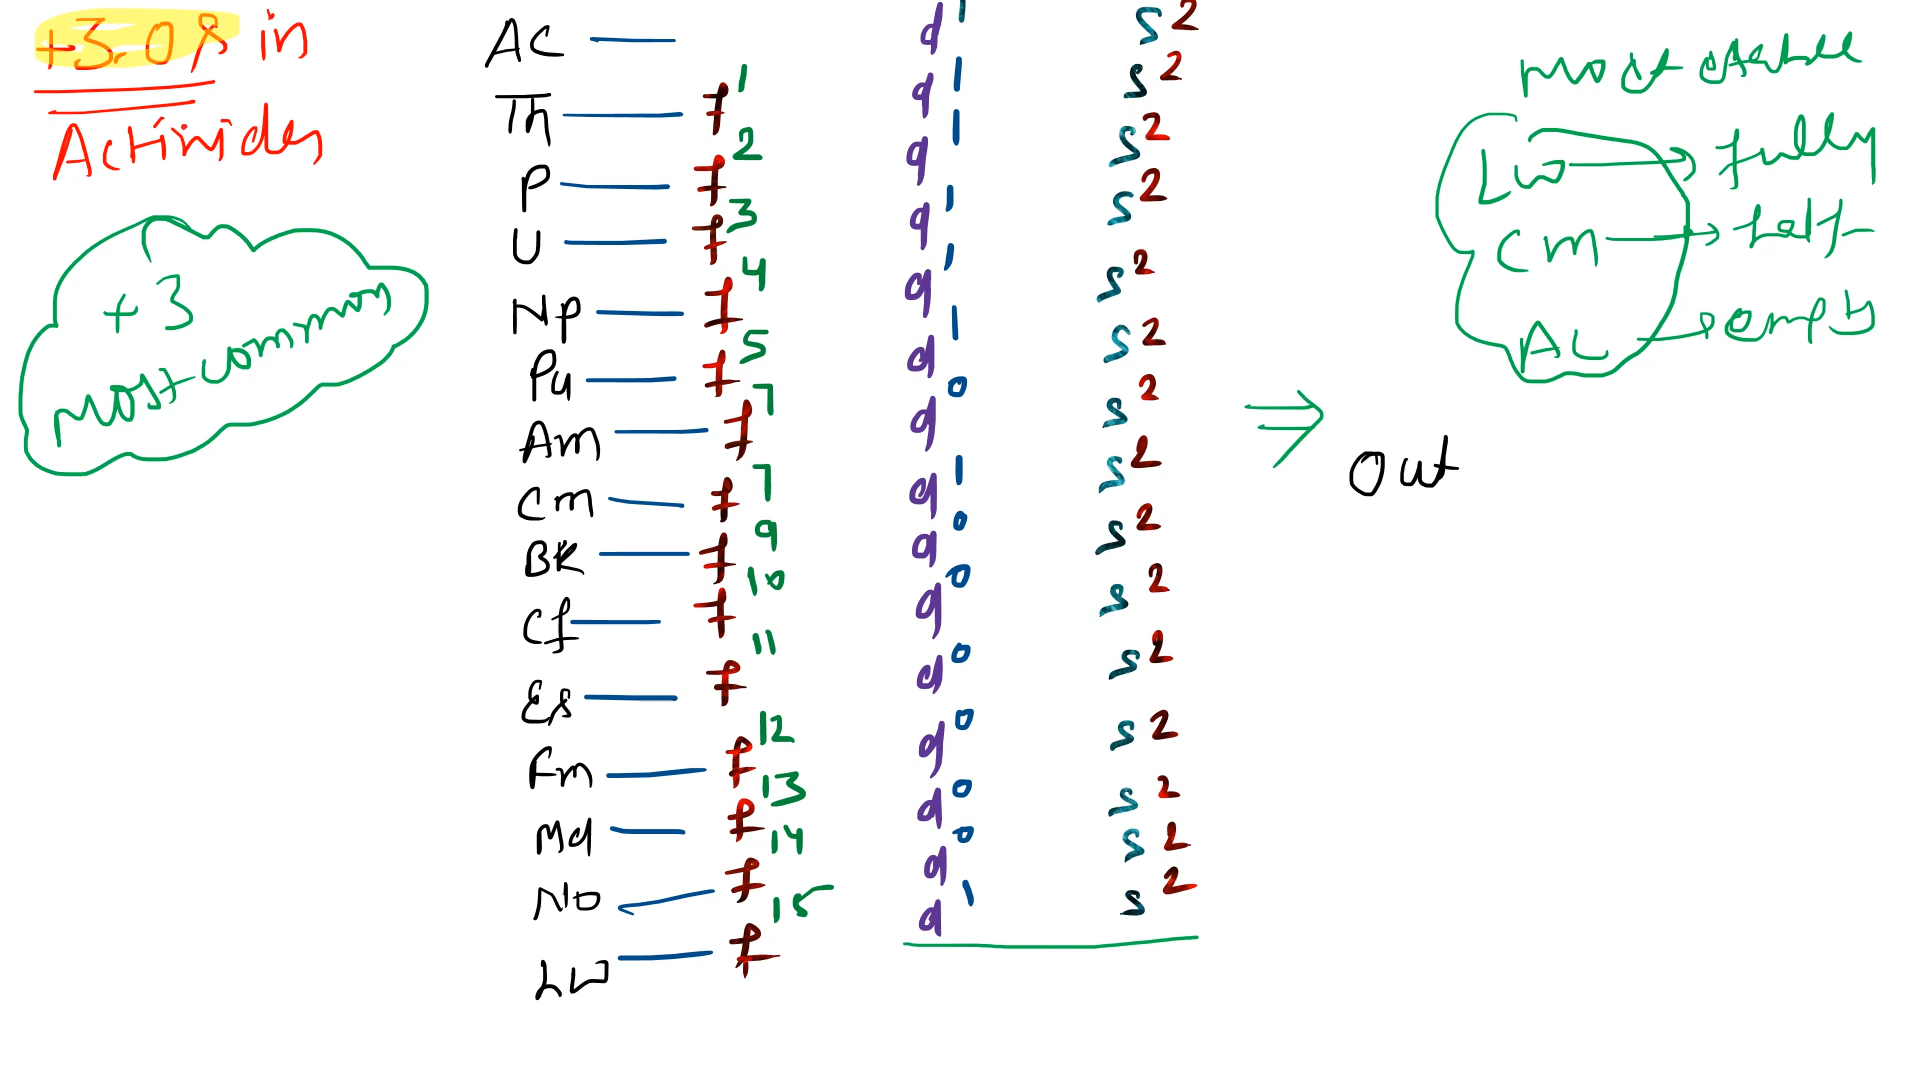 +3.O.S in
Actinides
+3
most common
AC — d1 s2
Th — f1 d1 s2
P — f2 d1 s2
U — f3 d1 s2
Np — f4 d1 s2
Pu — f5 d1 s2
Am — f7 d0 s2
Cm — f7 d1 s2
BK — f9 d0 s2
Cf — f10 d0 s2
Es — f11 d0 s2
Fm — f12 d0 s2
Md — f13 d0 s2
No — f14 d0 s2
Lw — f15 d1 s2
⇒ Out
most stable
Lw → fully
Cm → half-
AC → empty